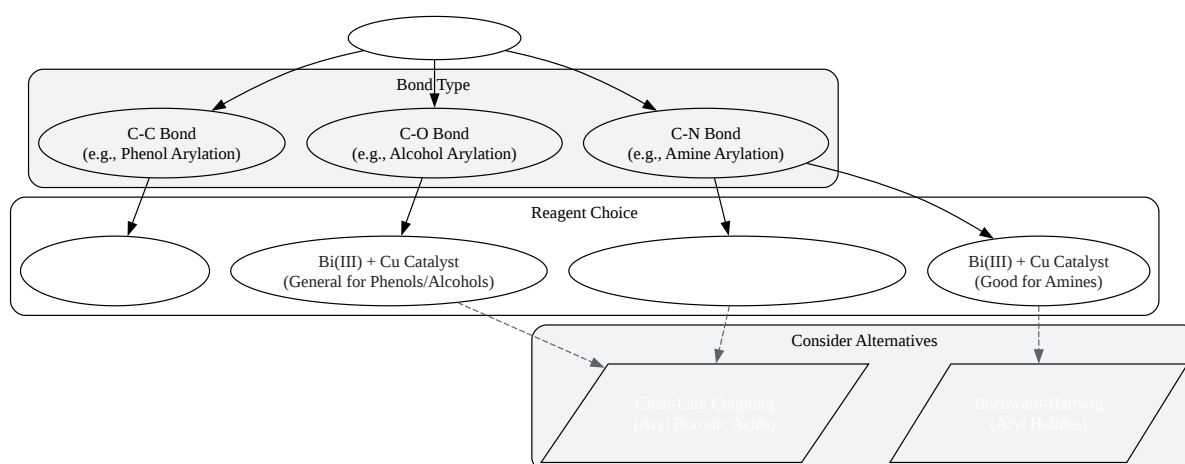 Bond Type
C-C Bond
(e.g., Phenol Arylation)
C-O Bond
(e.g., Alcohol Arylation)
C-N Bond
(e.g., Amine Arylation)
Reagent Choice
Bi(III) + Cu Catalyst
(General for Phenols/Alcohols)
Bi(III) + Cu Catalyst
(Good for Amines)
Consider Alternatives
Chan-Lam Coupling
(Aryl Boronic Acids)
Buchwald-Hartwig
(Aryl Halides)